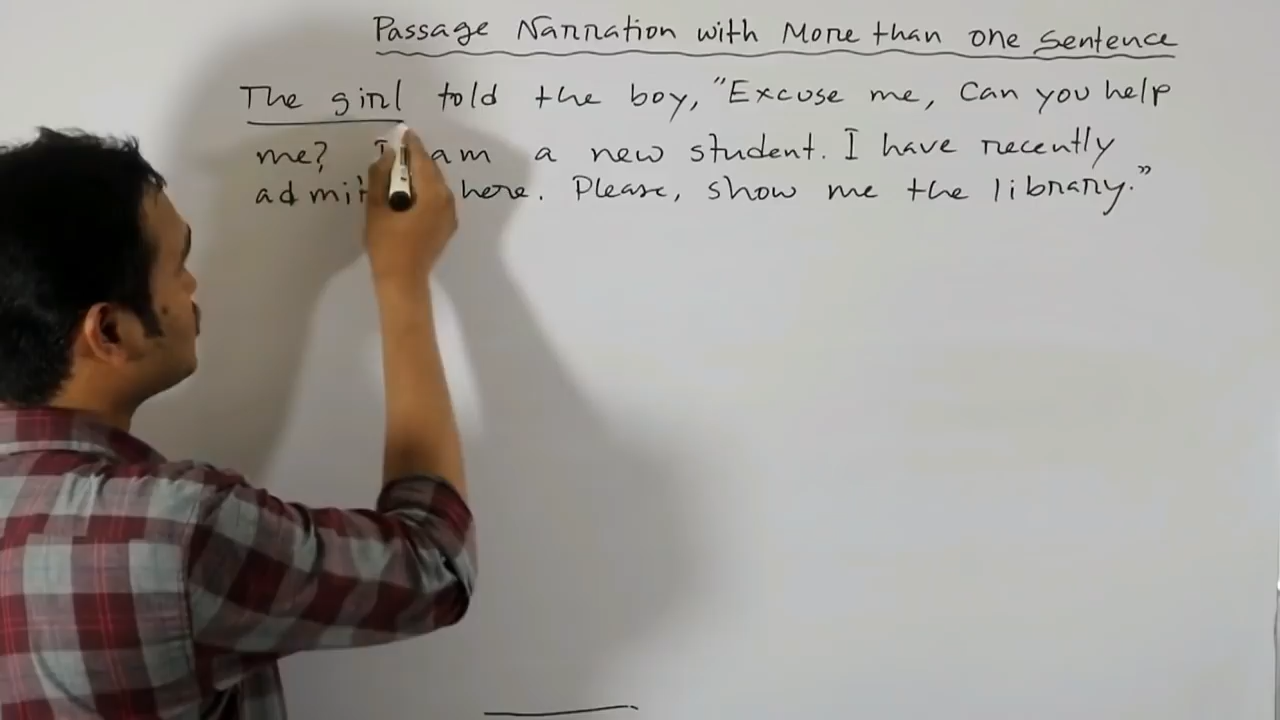 Passage Narration with More than one Sentence
The girl told the boy, "Excuse me, Can you help
me? I am a new student. I have recently
admit here. Please, show me the library."